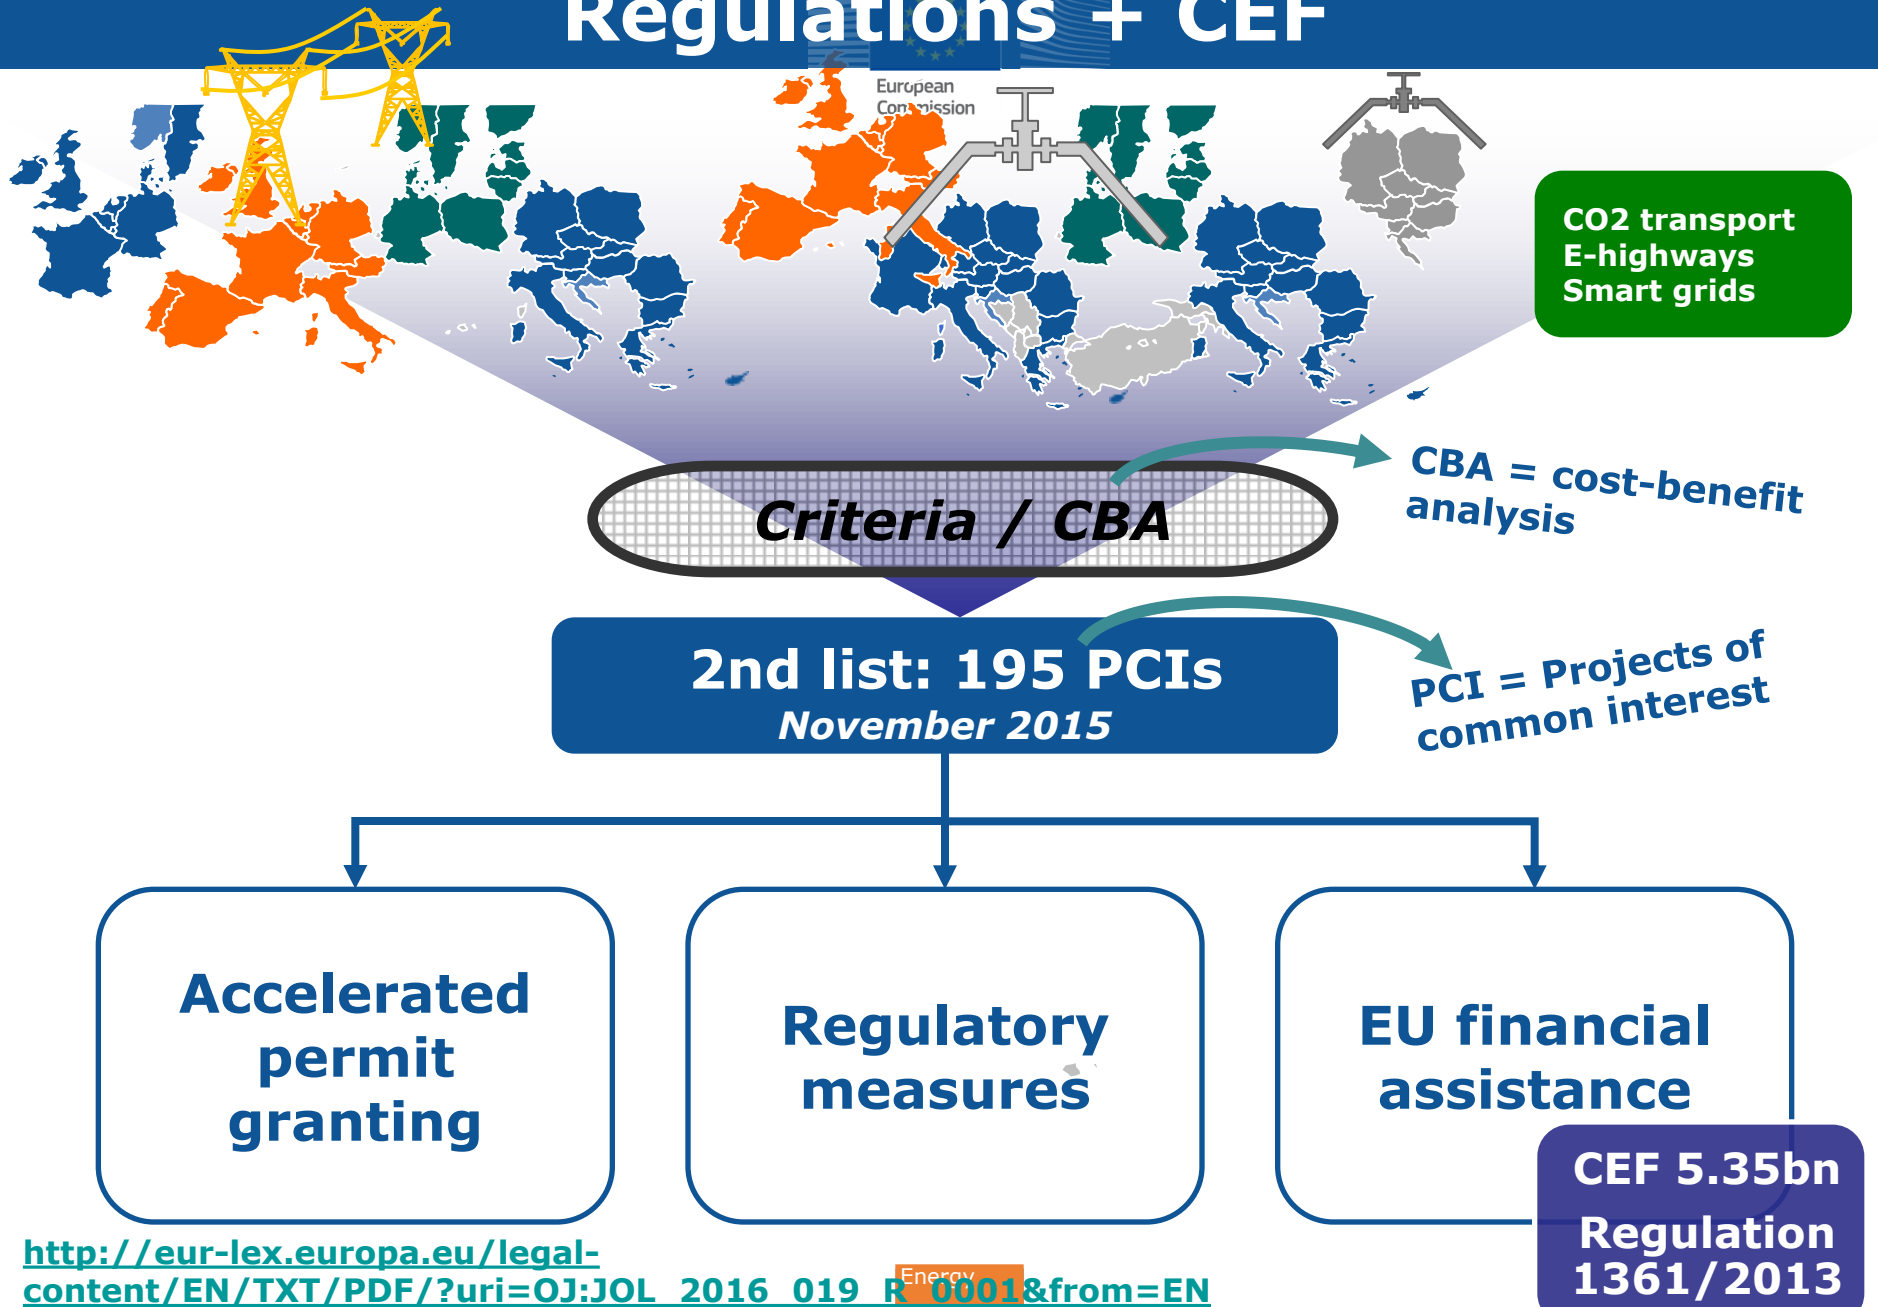 Regulations + CEF
European
Commission
CO2 transport
E-highways
Smart grids
CBA = cost-benefit
analysis
Criteria / CBA
2nd list: 195 PCIs
November 2015
PCI = Projects of
common interest
Accelerated
permit
granting
Regulatory
measures
EU financial
assistance
CEF 5.35bn
Regulation
1361/2013
http://eur-lex.europa.eu/legal-
content/EN/TXT/PDF/?uri=OJ:JOL_2016_019_R_0001&from=EN
Energy